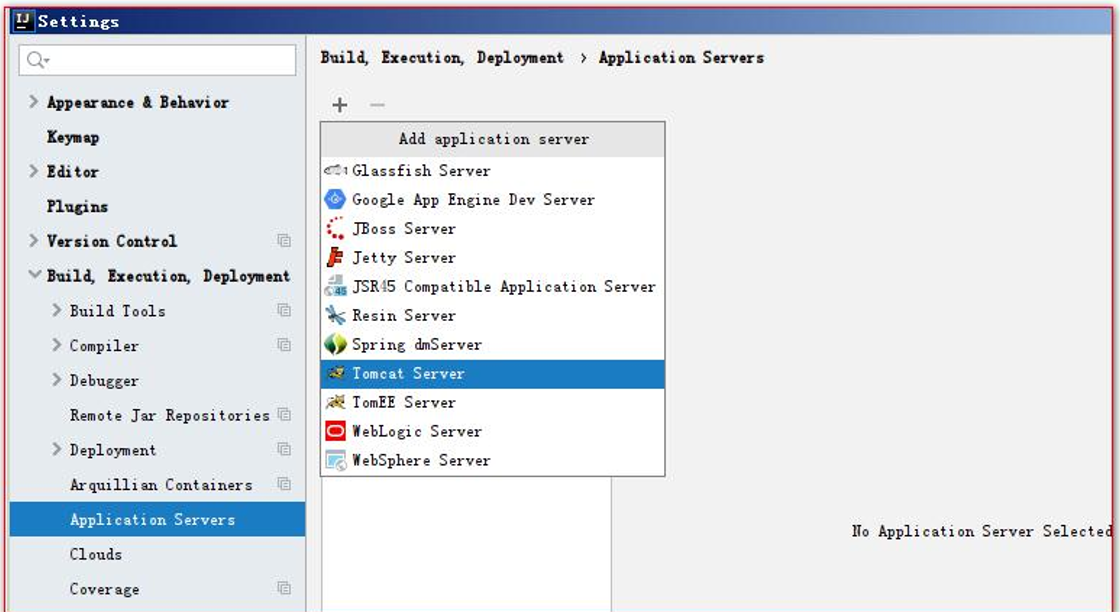 IJ Settings
Build, Execution, Deployment > Application Servers
Appearance & Behavior
Keymap
Editor
Plugins
Version Control
Build, Execution, Deployment
Build Tools
Compiler
Debugger
Remote Jar Repositories
Deployment
Arquillian Containers
Application Servers
Clouds
Coverage
Add application server
Glassfish Server
Google App Engine Dev Server
JBoss Server
Jetty Server
45 JSR45 Compatible Application Server
Resin Server
Spring dmServer
Tomcat Server
TomEE Server
WebLogic Server
WebSphere Server
No Application Server Selected